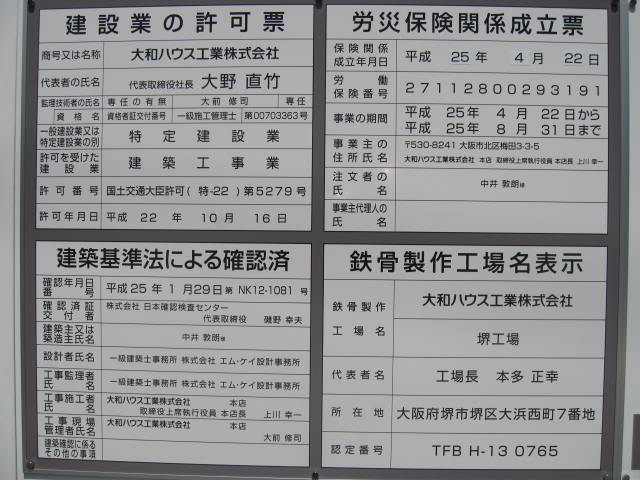 建設業の許可票
商号又は名称 大和ハウス工業株式会社
代表者の氏名 代表取締役社長 大野 直竹
監理技術者の氏名 専任の有無 大前 修司 専任
資格名 資格者証交付番号 一級施工管理士 第00703363号
一般建設業又は
特定建設業の別 特定建設業
許可を受けた
建設業 建築工事業
許可番号 国土交通大臣許可(特-22)第5279号
許可年月日 平成 22年 10月 16日
労災保険関係成立票
保険関係
成立年月日 平成 25年 4月 22日
労働
保険番号 27112800293191
事業の期間 平成 25年 4月 22日から
平成 25年 8月 31日まで
事業主の
住所氏名 〒530-8241 大阪市北区梅田3-3-5
大和ハウス工業株式会社 本店 取締役上席執行役員 本店長 上川 幸一
注文者の
氏名 中井 敦朗様
事業主代理人の
氏名
建築基準法による確認済
確認年月日
番号 平成25年1月29日第 NK12-1081 号
確認済証
交付者 株式会社 日本確認検査センター
代表取締役 磯野 幸夫
建築主又は
築造主氏名 中井 敦朗様
設計者氏名 一級建築士事務所 株式会社 エム・ケイ設計事務所
工事監理者
氏名 一級建築士事務所 株式会社 エム・ケイ設計事務所
工事施工者
氏名 大和ハウス工業株式会社 本店
取締役上席執行役員 本店長 上川 幸一
工事現場
管理者氏名 大和ハウス工業株式会社 本店
大前 修司
建築確認に係る
その他の事項
鉄骨製作工場名表示
鉄骨製作
工場名 大和ハウス工業株式会社
堺工場
代表者名 工場長 本多 正幸
所在地 大阪府堺市堺区大浜西町7番地
認定番号 TFB H-13 0765